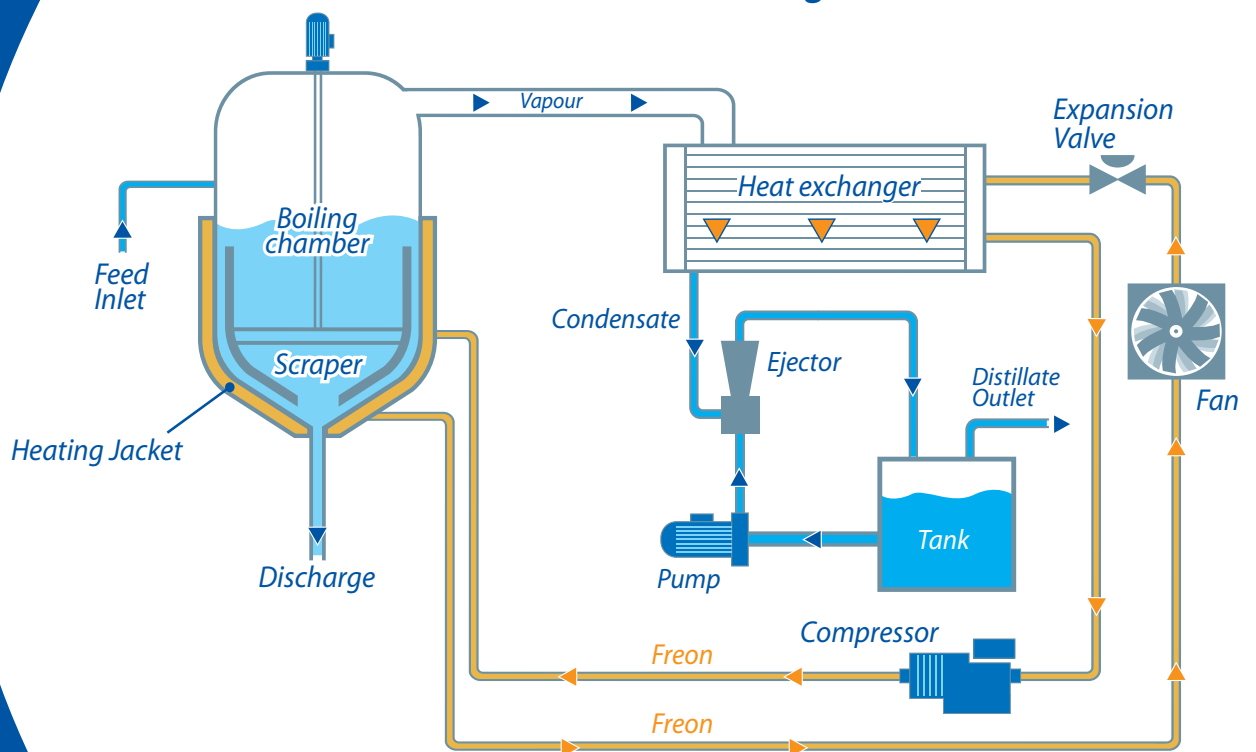 Vapour
Expansion
Valve
Heat exchanger
Boiling
chamber
Feed
Inlet
Condensate
Ejector
Scraper
Distillate
Outlet
Fan
Heating Jacket
Tank
Pump
Discharge
Compressor
Freon
Freon